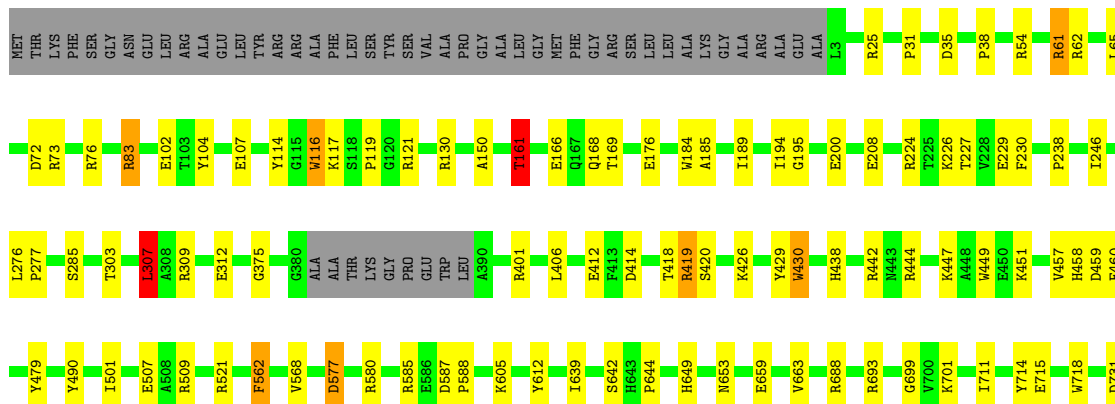 MET THR LYS PHE SER GLY ASN GLU LEU ARG ALA GLU LEU TYR ARG ARG ALA PHE LEU SER TYR SER VAL ALA PRO GLY ALA LEU GLY MET PHE GLY ARG SER LEU LEU ALA LYS GLY ALA ARG ALA GLU ALA L3 R25 P31 D35 P38 R54 R61 R62
D72 R73 R76 R83 E102 T103 Y104 E107 Y114 G115 W116 K117 S118 P119 G120 R121 R130 A150 T161 E166 Q167 Q168 T169 E176 W184 A185 I189 I194 G195 E200 E208 R224 T225 K226 T227 V228 E229 F230 P238 I246
L276 P277 S285 T303 L307 A308 R309 E312 G375 G380 ALA ALA THR LYS GLY PRO GLU TRP LEU A390 R401 L406 E412 F413 D414 T418 R419 S420 K426 Y429 W430 H438 R442 N443 R444 K447 A448 W449 E450 K451 V457 H458 D459
Y479 Y490 I501 E507 A508 R509 R521 F562 V568 D577 R580 R585 E586 D587 P588 K605 Y612 I639 S642 H643 P644 H649 N653 E659 V663 R688 R693 G699 V700 K701 I711 Y714 E715 W718